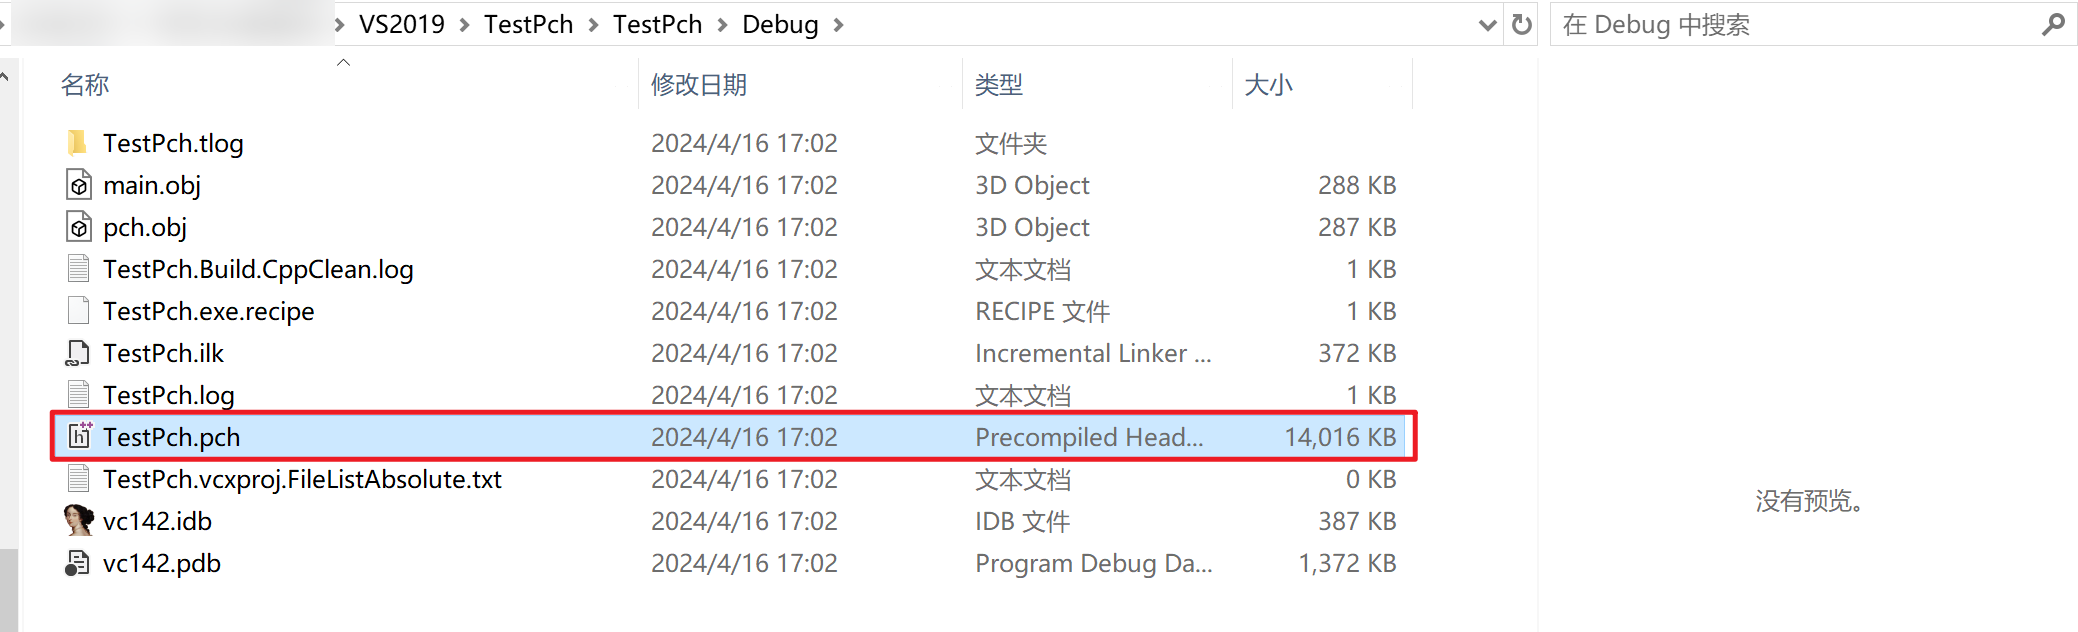 VS2019 > TestPch > TestPch > Debug > 在 Debug 中搜索
名称 修改日期 类型 大小
TestPch.tlog 2024/4/16 17:02 文件夹
main.obj 2024/4/16 17:02 3D Object 288 KB
pch.obj 2024/4/16 17:02 3D Object 287 KB
TestPch.Build.CppClean.log 2024/4/16 17:02 文本文档 1 KB
TestPch.exe.recipe 2024/4/16 17:02 RECIPE 文件 1 KB
TestPch.ilk 2024/4/16 17:02 Incremental Linker ... 372 KB
TestPch.log 2024/4/16 17:02 文本文档 1 KB
TestPch.pch 2024/4/16 17:02 Precompiled Head... 14,016 KB
TestPch.vcxproj.FileListAbsolute.txt 2024/4/16 17:02 文本文档 0 KB
没有预览。
vc142.idb 2024/4/16 17:02 IDB 文件 387 KB
vc142.pdb 2024/4/16 17:02 Program Debug Da... 1,372 KB